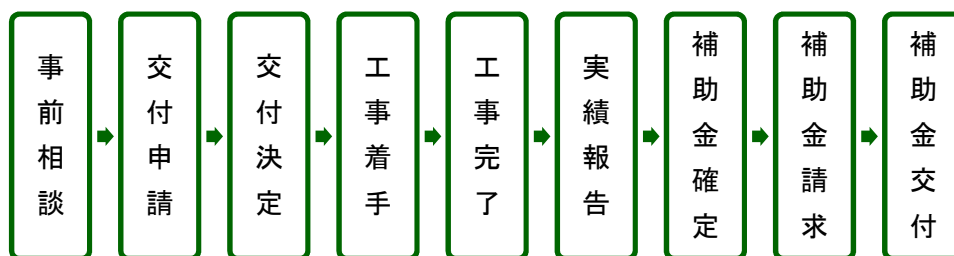 事前相談
交付申請
交付決定
工事着手
工事完了
実績報告
補助金確定
補助金請求
補助金交付